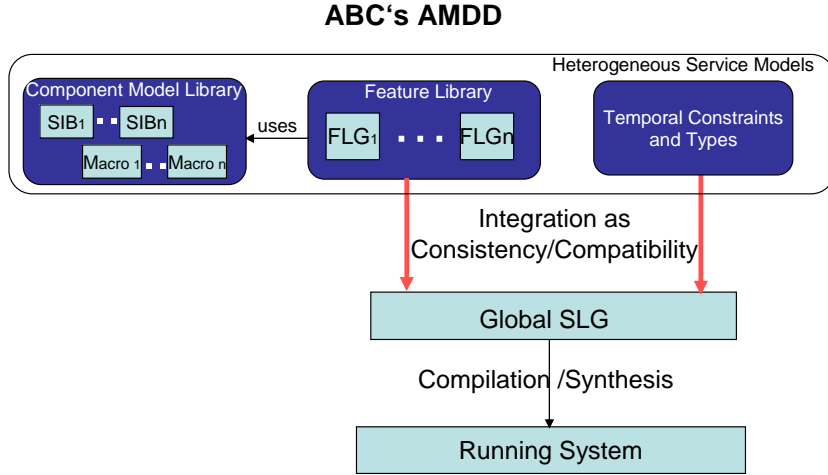 ABC‘s AMDD
Heterogeneous Service Models
Component Model Library
SIB1 ▪▪ SIBn
Macro 1 ▪▪ Macro n
uses
Feature Library
FLG1 ▪ ▪ ▪ FLGn
Temporal Constraints
and Types
Integration as
Consistency/Compatibility
Global SLG
Compilation /Synthesis
Running System